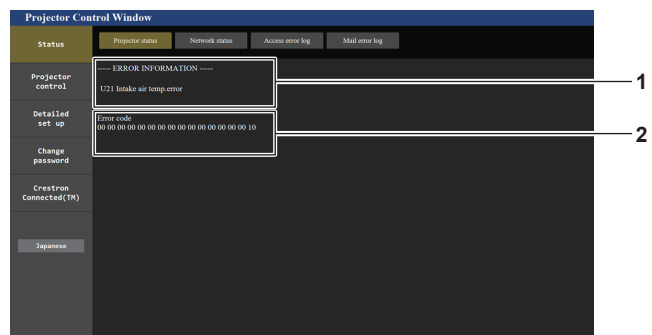 Projector Control Window
Status
Projector status
Network status
Access error log
Mail error log
Projector
control
Detailed
set up
Change
password
Crestron
Connected(TM)
Japanese
----- ERROR INFORMATION -----
U21 Intake air temp.error
Error code
00 00 00 00 00 00 00 00 00 00 00 00 00 00 00 10
1
2